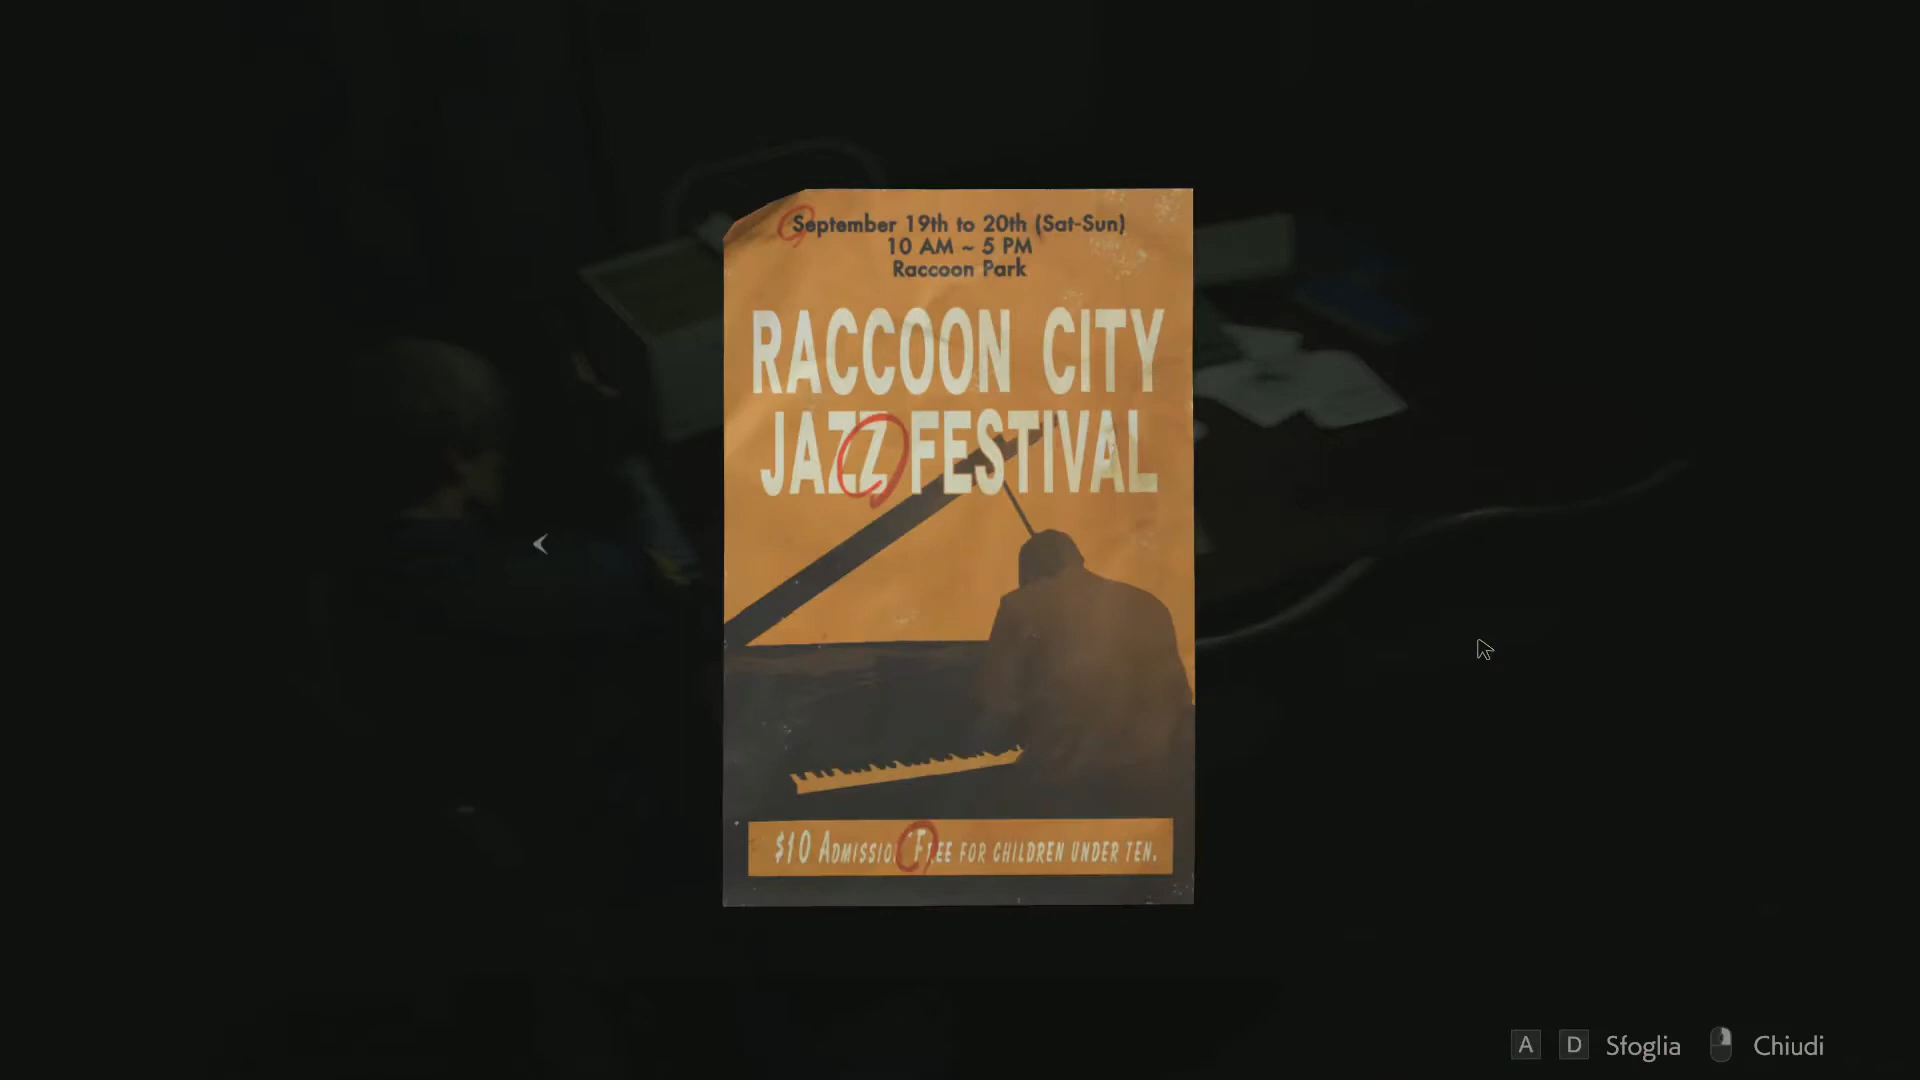 September 19th to 20th (Sat-Sun)
10 AM ~ 5 PM
Raccoon Park
RACCOON CITY
JAZZ FESTIVAL
$10 ADMISSION FREE FOR CHILDREN UNDER TEN.
A D Sfoglia Chiudi